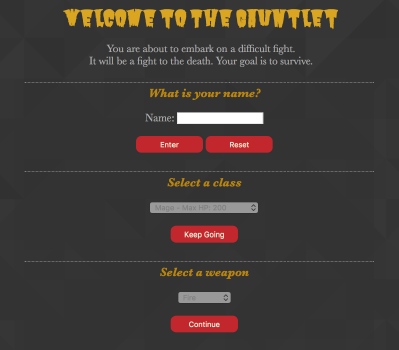 WELCOME TO THE GAUNTLET
You are about to embark on a difficult fight.
It will be a fight to the death. Your goal is to survive.
What is your name?
Name:
Enter Reset
Select a class
Mage - Max HP: 200
Keep Going
Select a weapon
Fire
Continue